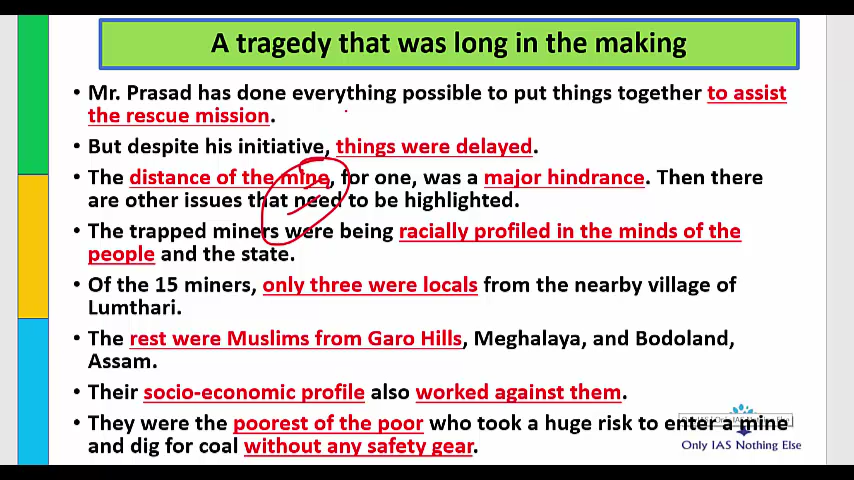 A tragedy that was long in the making
• Mr. Prasad has done everything possible to put things together to assist
the rescue mission.
• But despite his initiative, things were delayed.
• The distance of the mine, for one, was a major hindrance. Then there
are other issues that need to be highlighted.
• The trapped miners were being racially profiled in the minds of the
people and the state.
• Of the 15 miners, only three were locals from the nearby village of
Lumthari.
• The rest were Muslims from Garo Hills, Meghalaya, and Bodoland,
Assam.
• Their socio-economic profile also worked against them.
• They were the poorest of the poor who took a huge risk to enter a mine
and dig for coal without any safety gear.
Only IAS Nothing Else